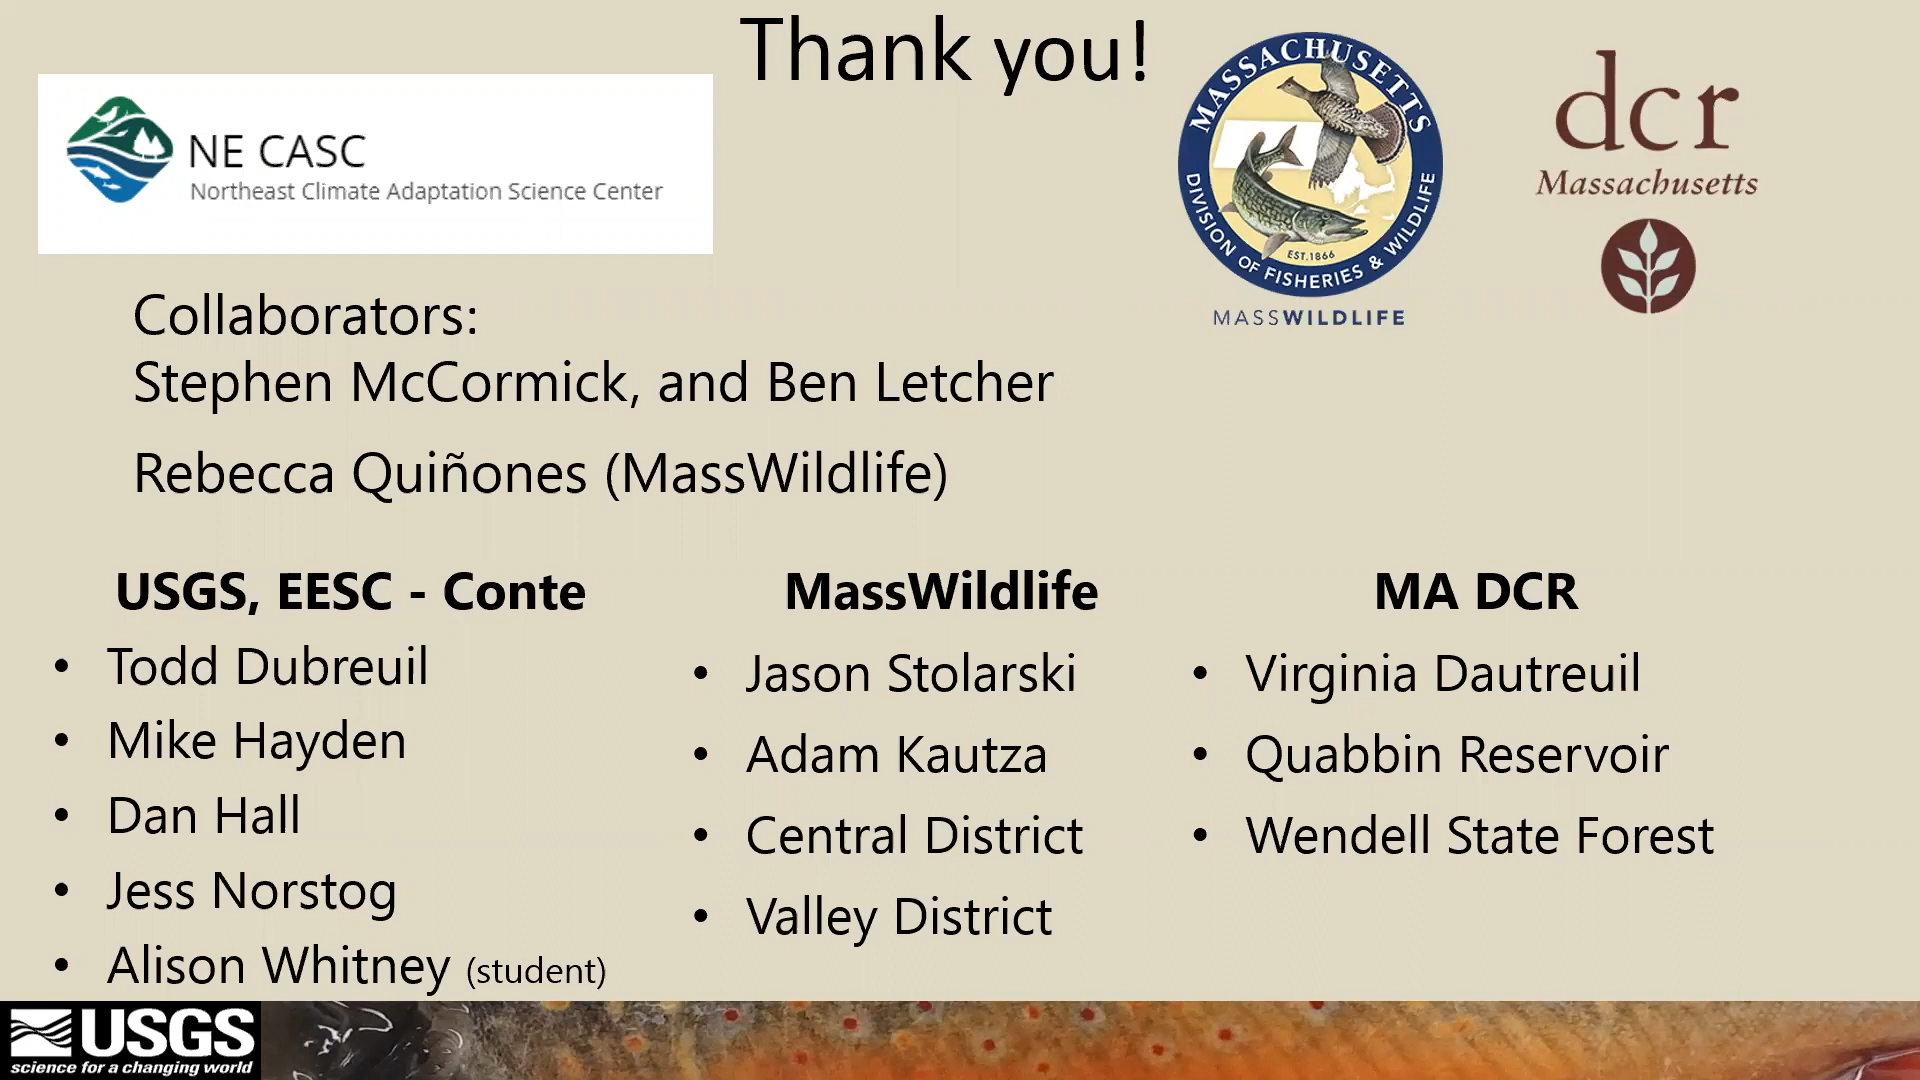 Thank you!
NE CASC
Northeast Climate Adaptation Science Center
MASSACHUSETTS
DIVISION OF FISHERIES & WILDLIFE
EST.1866
MASSWILDLIFE
dcr
Massachusetts
Collaborators:
Stephen McCormick, and Ben Letcher
Rebecca Quiñones (MassWildlife)
USGS, EESC - Conte
• Todd Dubreuil
• Mike Hayden
• Dan Hall
• Jess Norstog
• Alison Whitney (student)
MassWildlife
• Jason Stolarski
• Adam Kautza
• Central District
• Valley District
MA DCR
• Virginia Dautreuil
• Quabbin Reservoir
• Wendell State Forest
USGS
science for a changing world